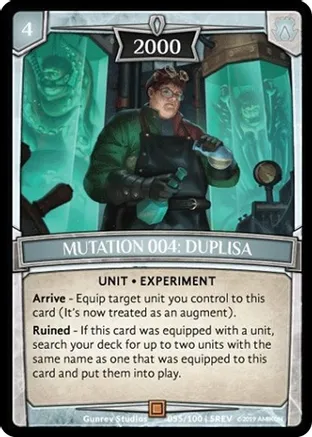 4
2000
MUTATION 004: DUPLISA
UNIT • EXPERIMENT
Arrive - Equip target unit you control to this
card (It's now treated as an augment).
Ruined - If this card was equipped with a unit,
search your deck for up to two units with the
same name as one that was equipped to this
card and put them into play.
Gunrev Studios
SREV ©2019